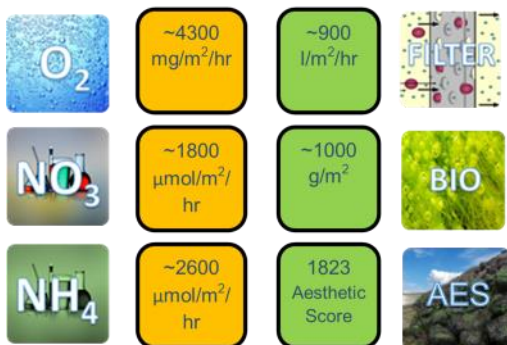 O2
~4300
mg/m²/hr
~900
l/m²/hr
FILTER
NO3
~1800
µmol/m²/
hr
~1000
g/m²
BIO
NH4
~2600
µmol/m²/
hr
1823
Aesthetic
Score
AES